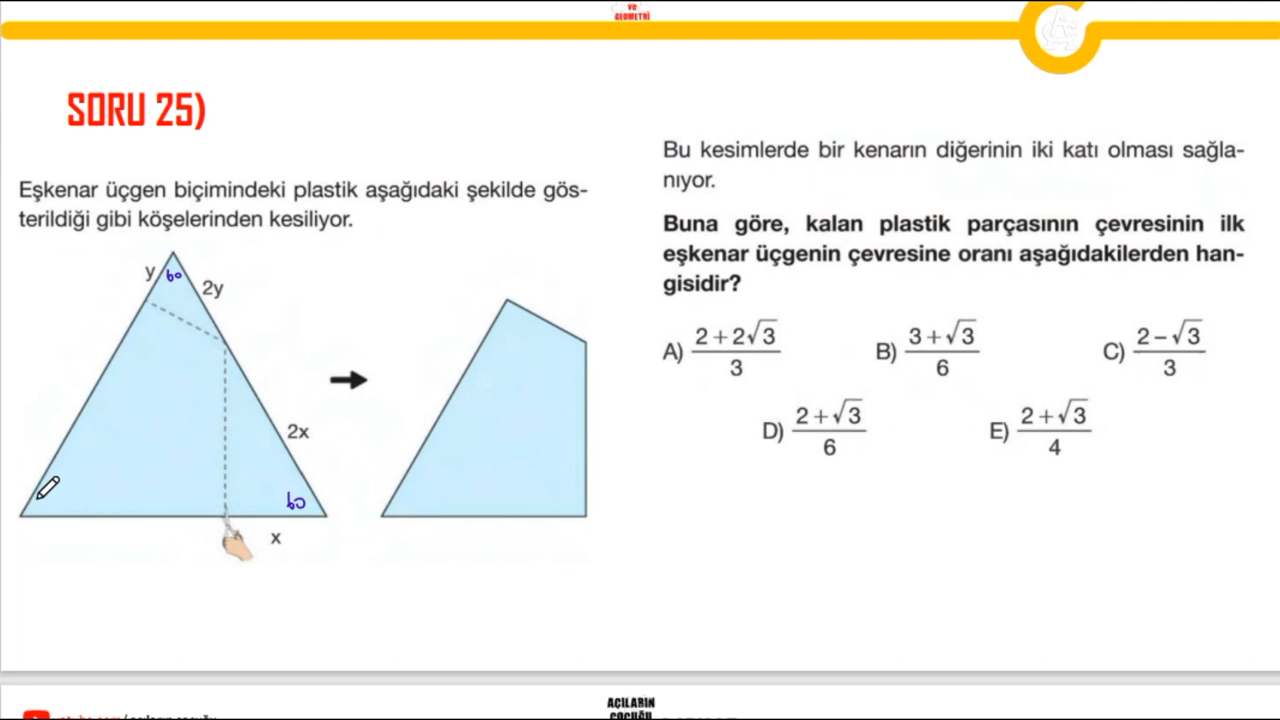 ve
GEOMETRİ
SORU 25)
Eşkenar üçgen biçimindeki plastik aşağıdaki şekilde gös-
terildiği gibi köşelerinden kesiliyor.
y
60
2y
2x
60
x
Bu kesimlerde bir kenarın diğerinin iki katı olması sağla-
nıyor.
Buna göre, kalan plastik parçasının çevresinin ilk
eşkenar üçgenin çevresine oranı aşağıdakilerden han-
gisidir?
A) (2+2√3)/3 B) (3+√3)/6 C) (2-√3)/3
D) (2+√3)/6 E) (2+√3)/4
AÇILARIN
ÇOCUĞU